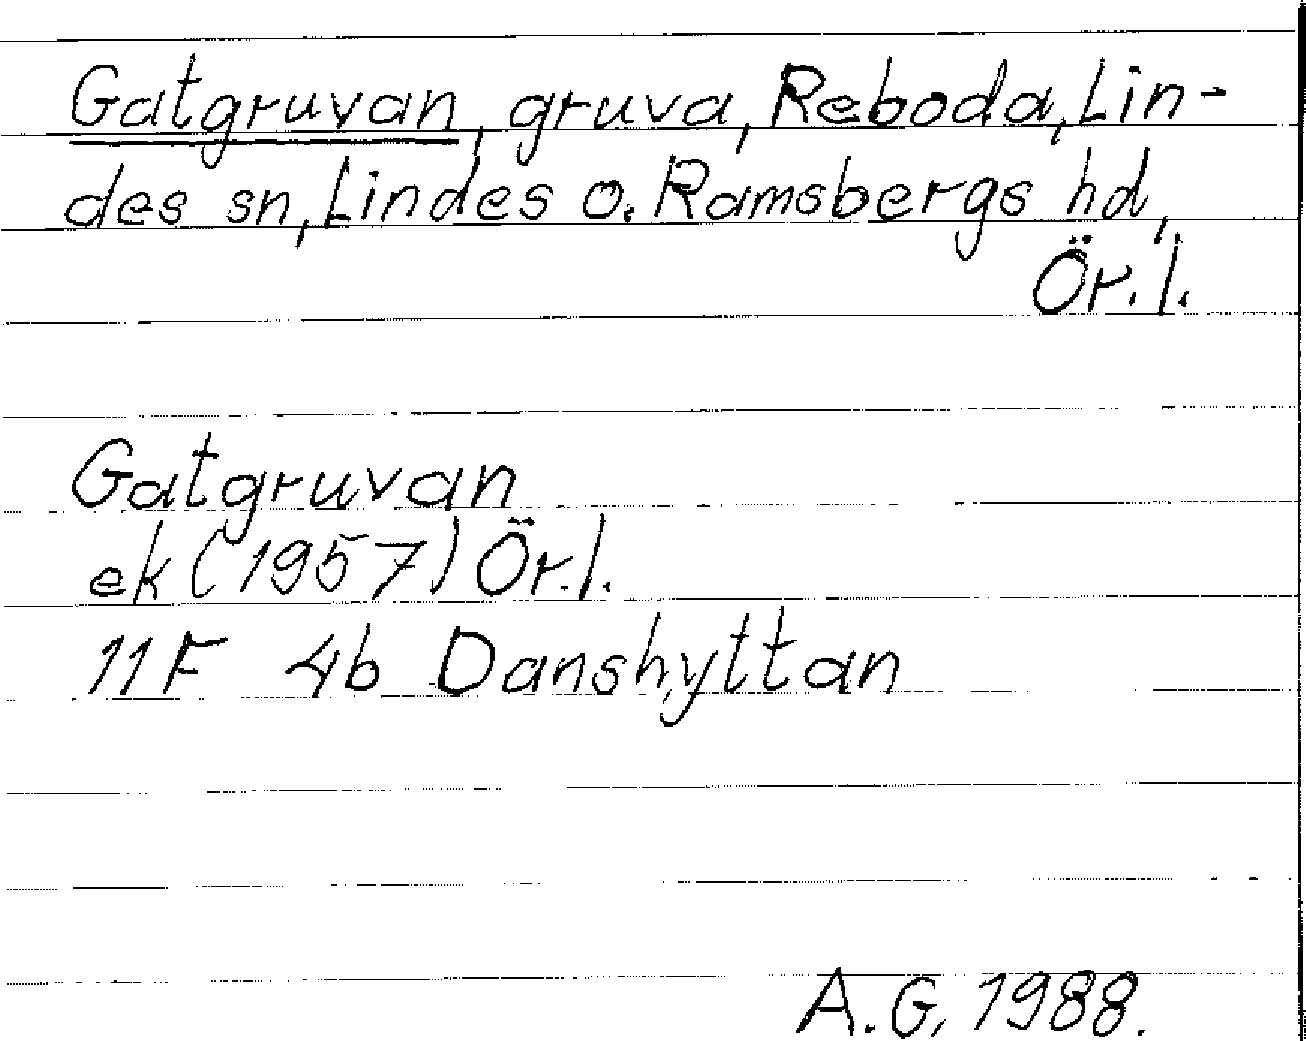 Gatgruvan, gruva, Reboda, Lin-
des sn, Lindes o. Ramsbergs hd,
Ör. l.
Gatgruvan
ek (1957) Ör. l.
11F 4b Danshyttan
A. G, 1988.